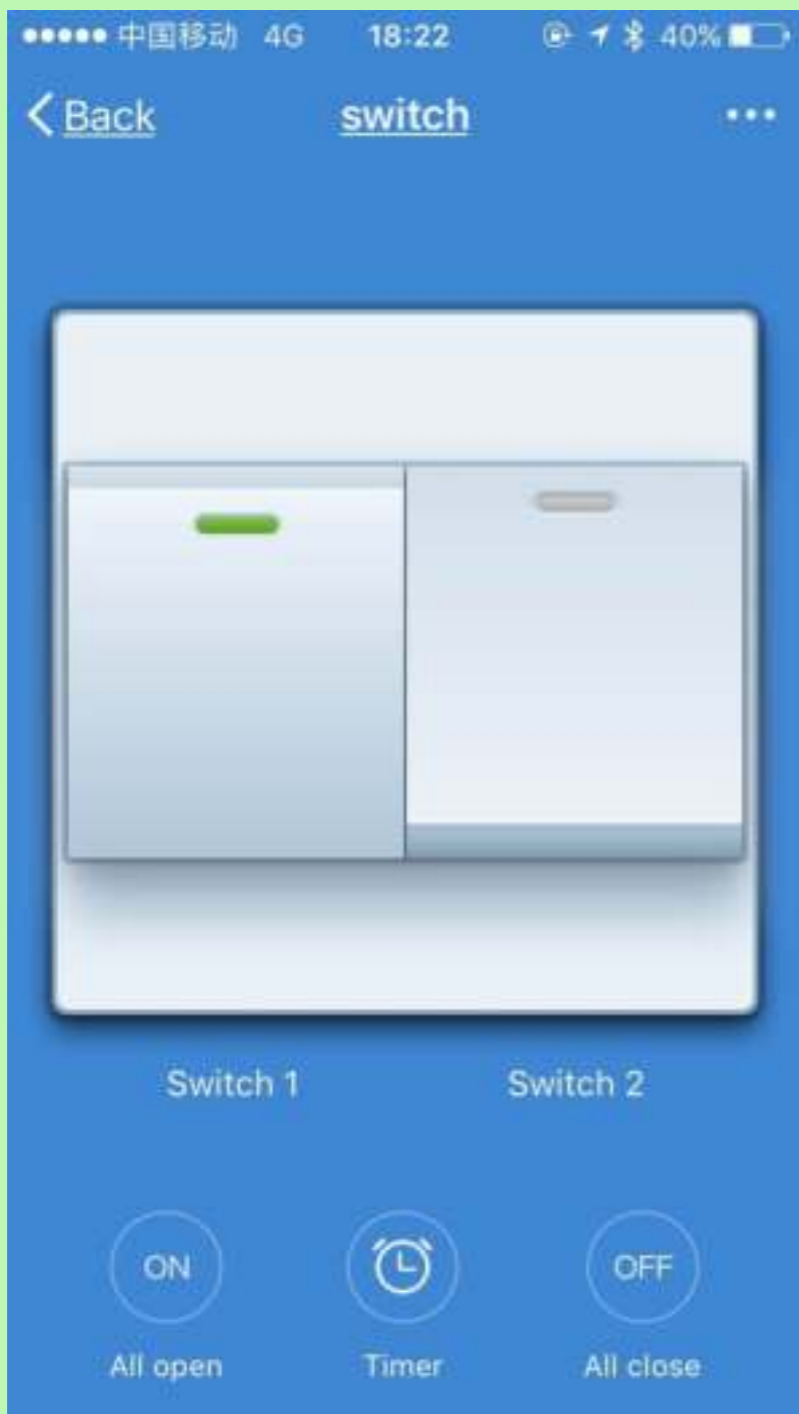 中国移动 4G 18:22 40%
Back switch
Switch 1 Switch 2
ON OFF
All open Timer All close